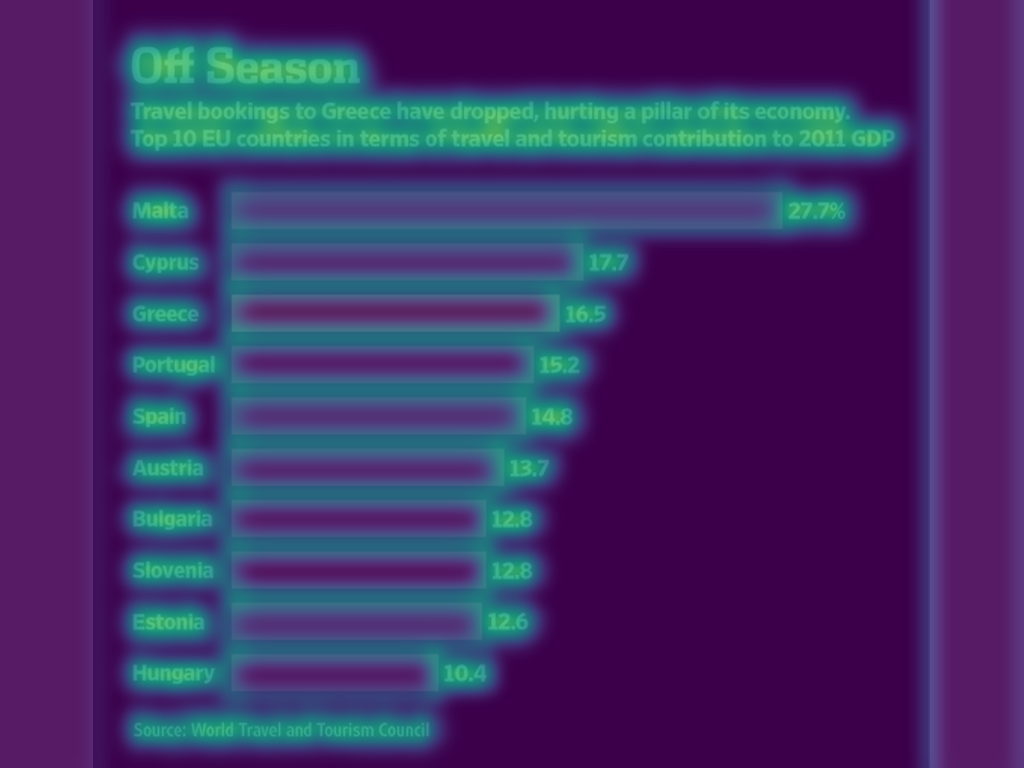 Off Season
Travel bookings to Greece have dropped, hurting a pillar of its economy.
Top 10 EU countries in terms of travel and tourism contribution to 2011 GDP
Malta 27.7%
Cyprus 17.7
Greece 16.5
Portugal 15.2
Spain 14.8
Austria 13.7
Bulgaria 12.8
Slovenia 12.8
Estonia 12.6
Hungary 10.4
Source: World Travel and Tourism Council